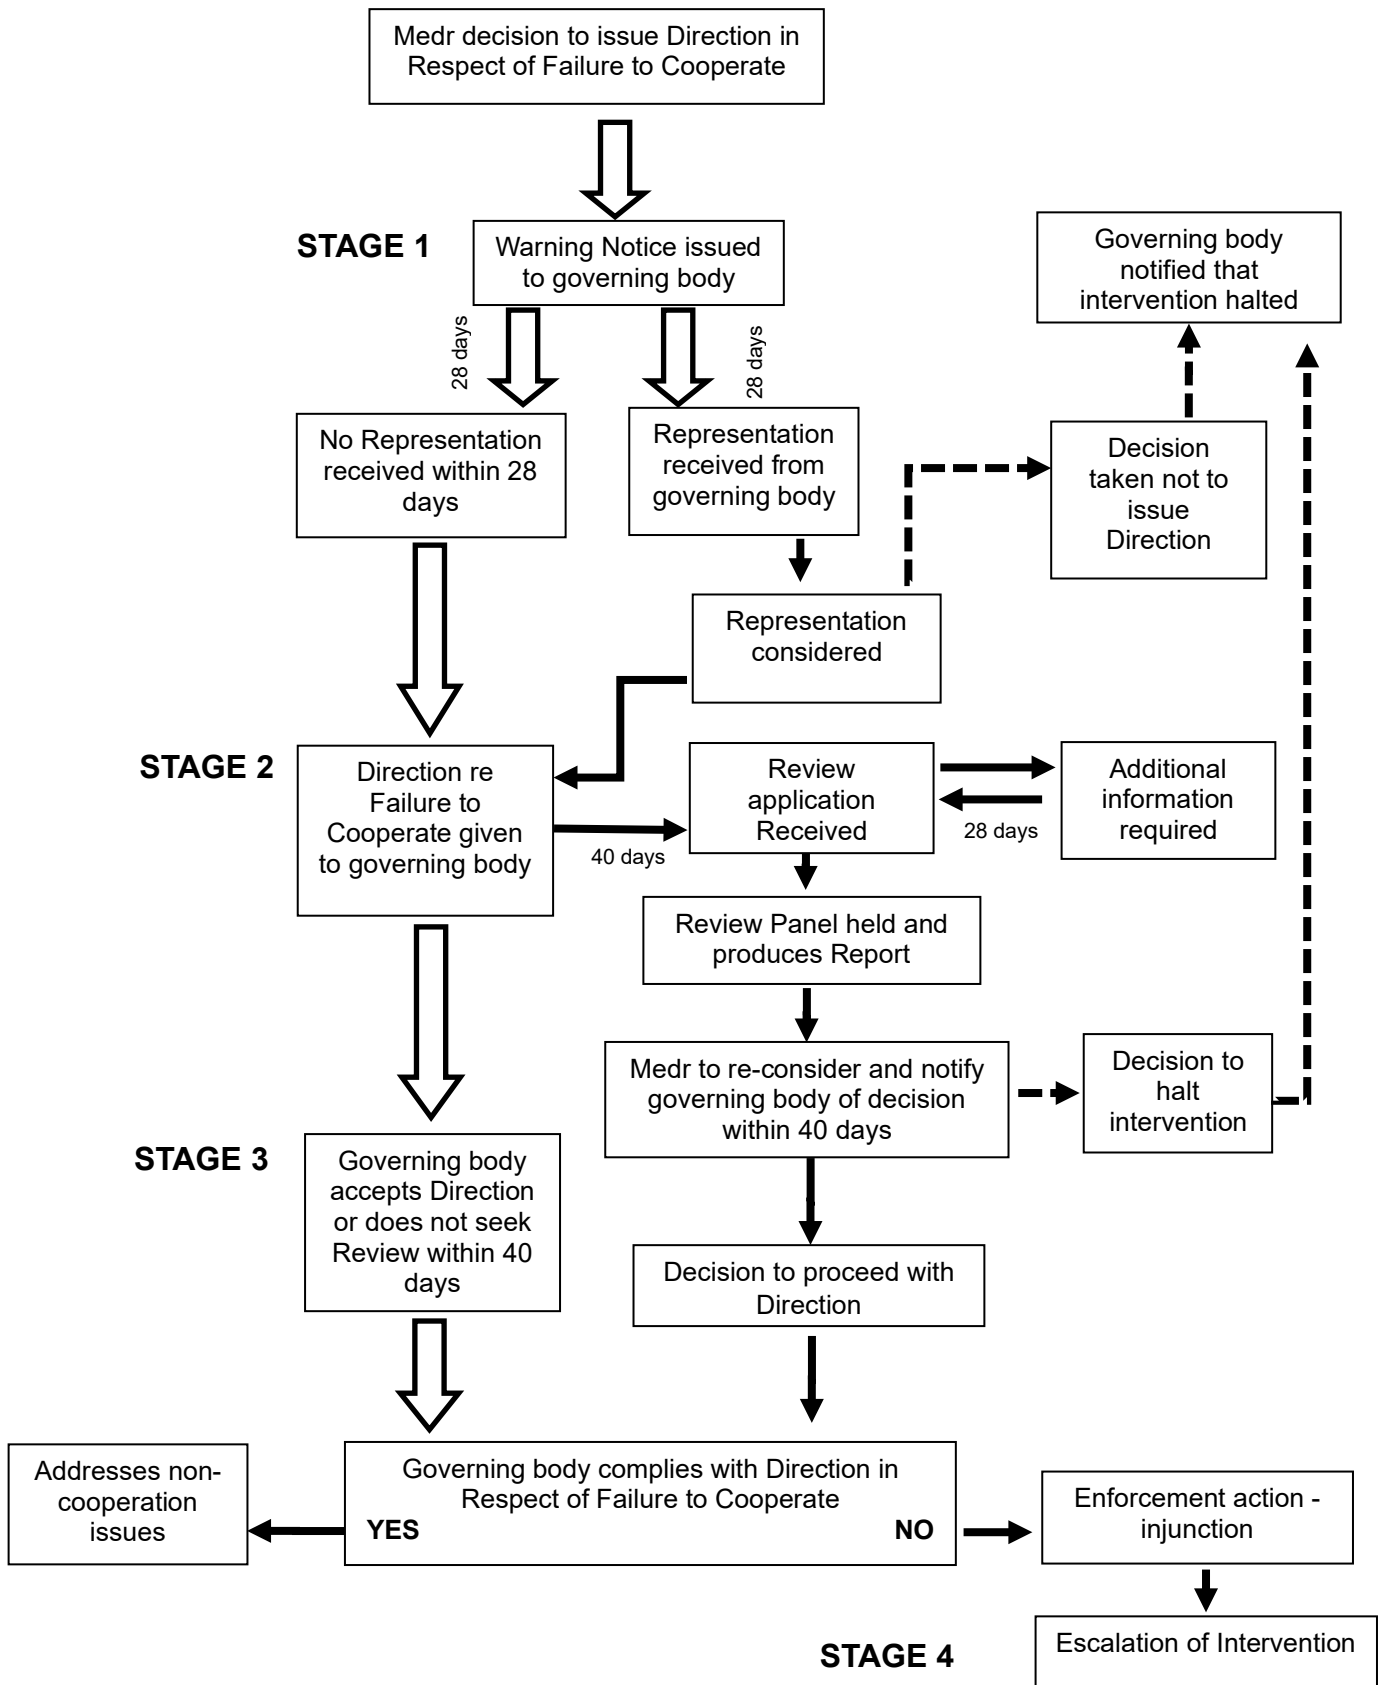 Medr decision to issue Direction in
Respect of Failure to Cooperate
STAGE 1
Warning Notice issued
to governing body
Governing body
notified that
intervention halted
28 days
28 days
No Representation
received within 28
days
Representation
received from
governing body
Decision
taken not to
issue
Direction
Representation
considered
STAGE 2
Direction re
Failure to
Cooperate given
to governing body
40 days
Review
application
Received
28 days
Additional
information
required
Review Panel held and
produces Report
Medr to re-consider and notify
governing body of decision
within 40 days
Decision to
halt
intervention
STAGE 3
Governing body
accepts Direction
or does not seek
Review within 40
days
Decision to proceed with
Direction
Addresses non-
cooperation
issues
Governing body complies with Direction in
Respect of Failure to Cooperate
YES
NO
Enforcement action -
injunction
STAGE 4
Escalation of Intervention